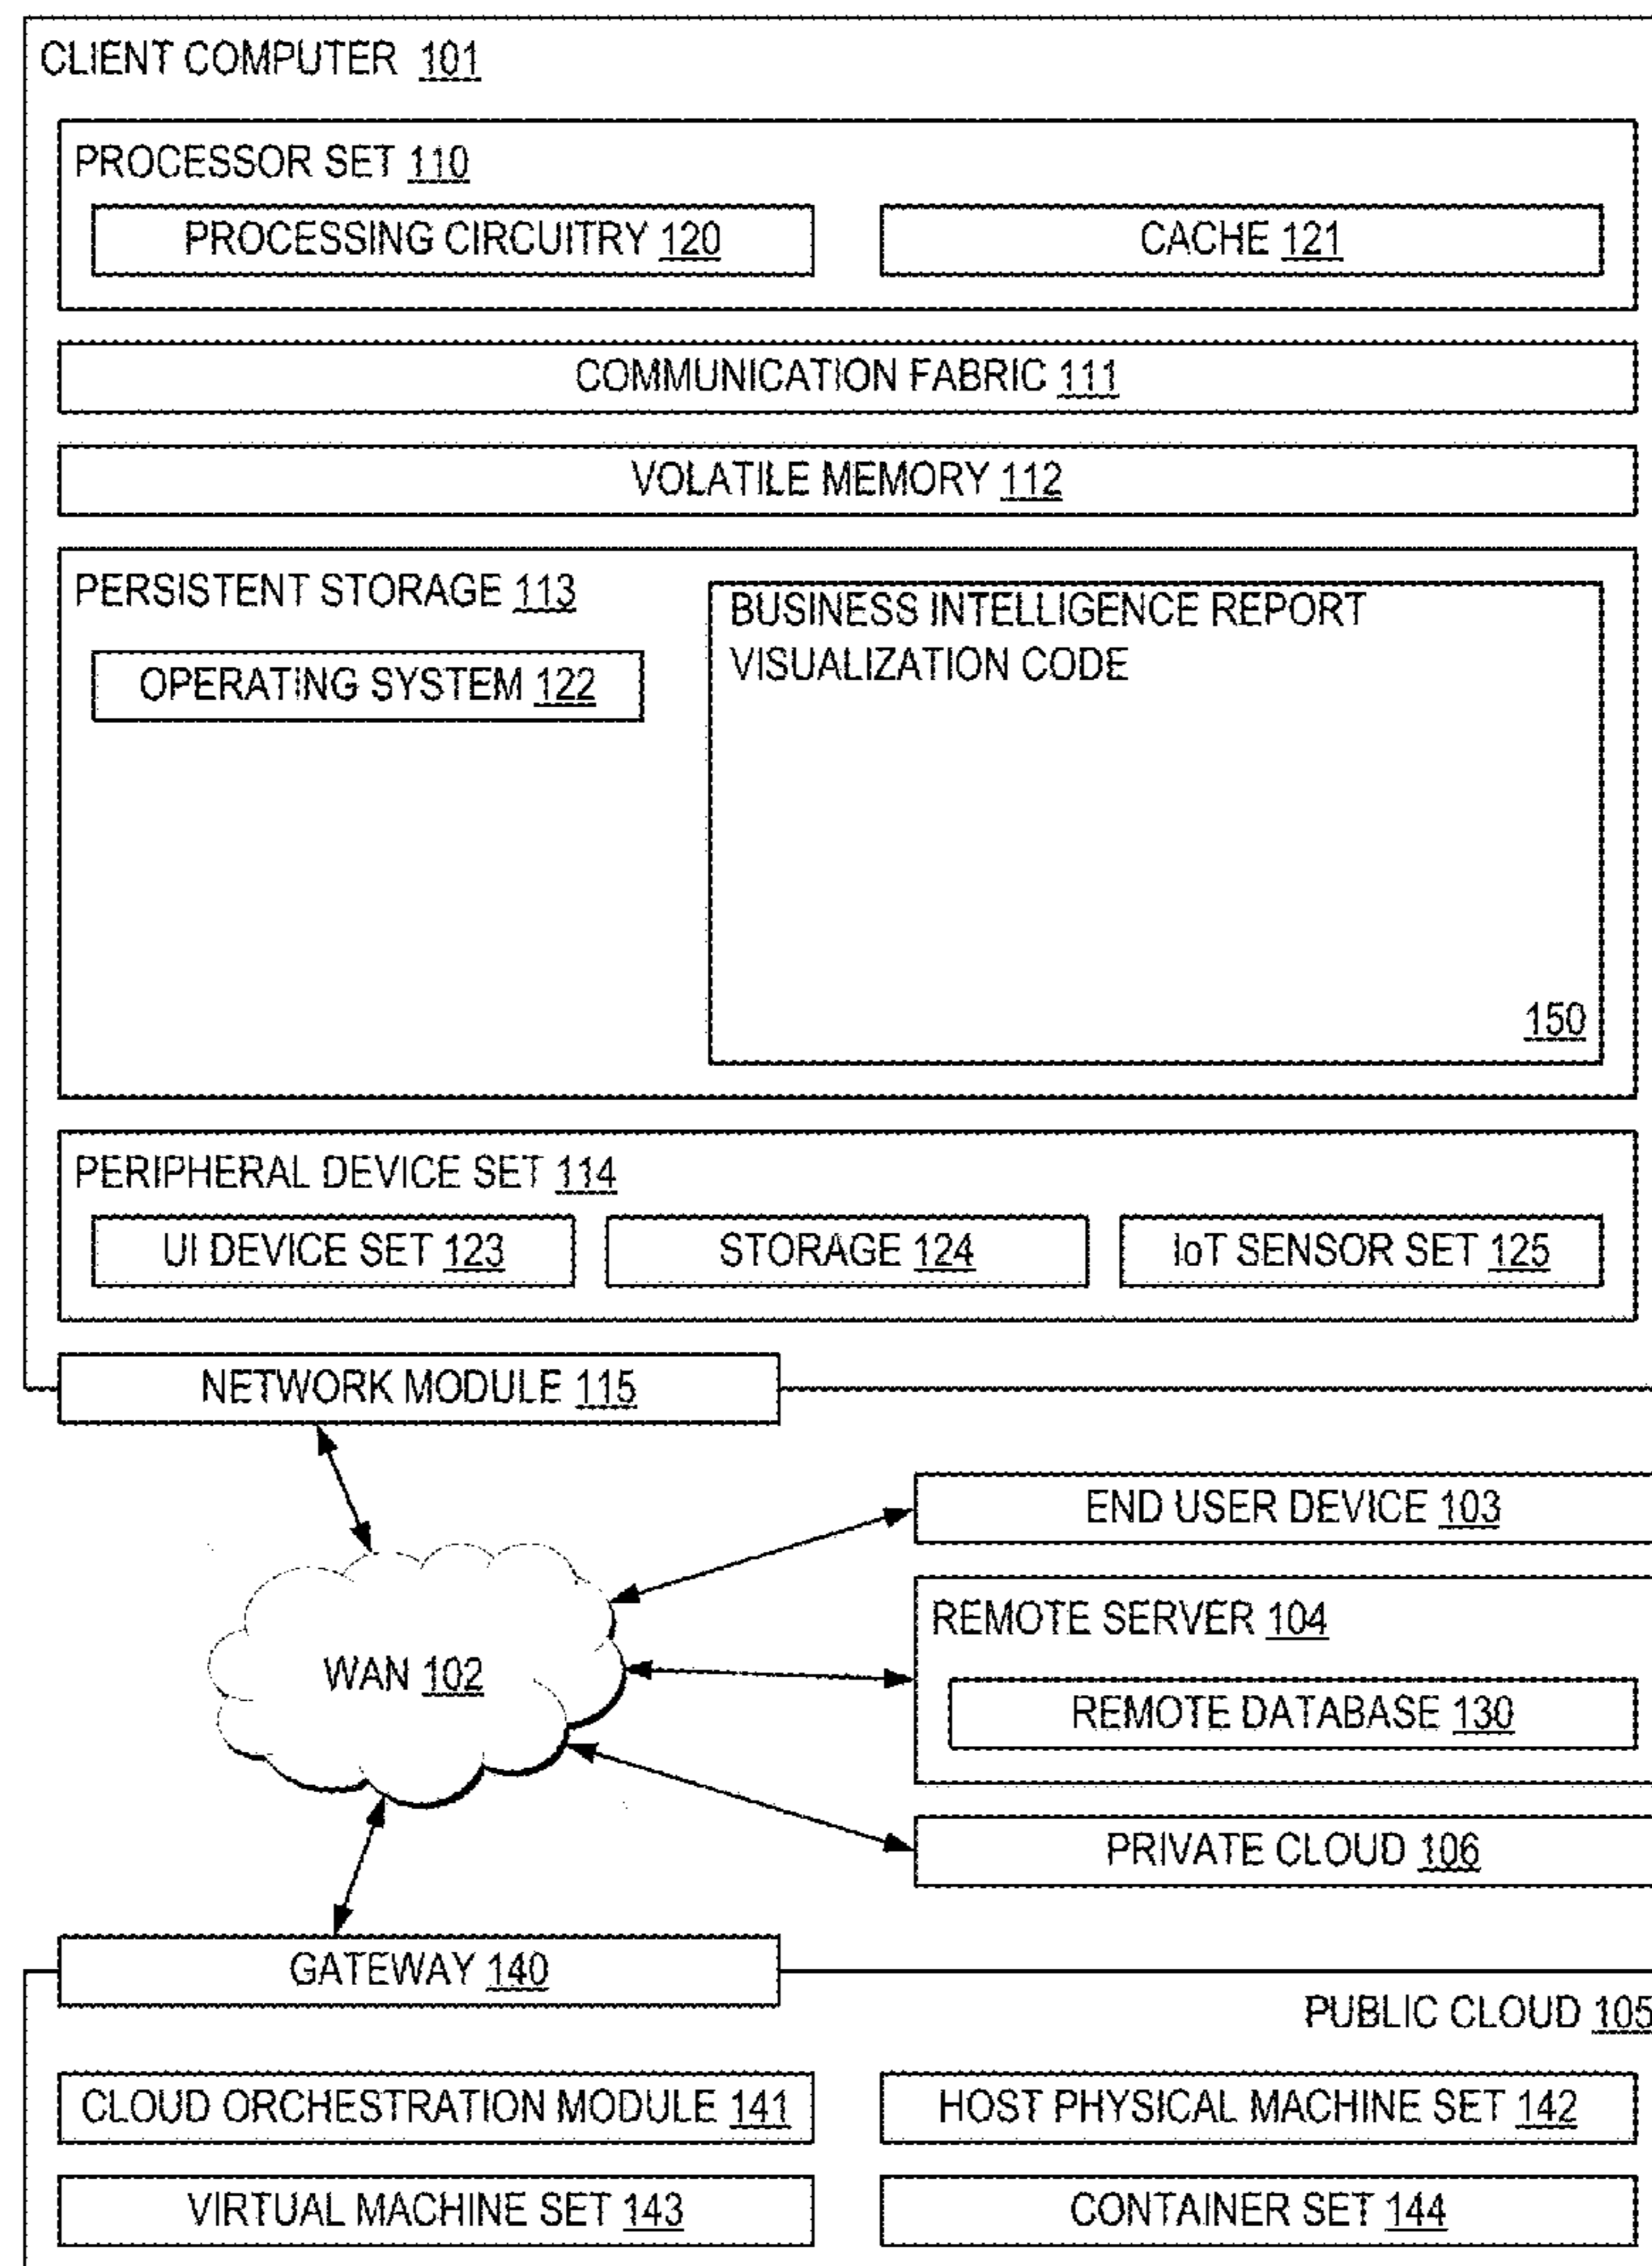 CLIENT COMPUTER 101
PROCESSOR SET 110
PROCESSING CIRCUITRY 120
CACHE 121
COMMUNICATION FABRIC 111
VOLATILE MEMORY 112
PERSISTENT STORAGE 113
OPERATING SYSTEM 122
BUSINESS INTELLIGENCE REPORT
VISUALIZATION CODE
150
PERIPHERAL DEVICE SET 114
UI DEVICE SET 123
STORAGE 124
IoT SENSOR SET 125
NETWORK MODULE 115
WAN 102
END USER DEVICE 103
REMOTE SERVER 104
REMOTE DATABASE 130
PRIVATE CLOUD 106
GATEWAY 140
PUBLIC CLOUD 105
CLOUD ORCHESTRATION MODULE 141
HOST PHYSICAL MACHINE SET 142
VIRTUAL MACHINE SET 143
CONTAINER SET 144